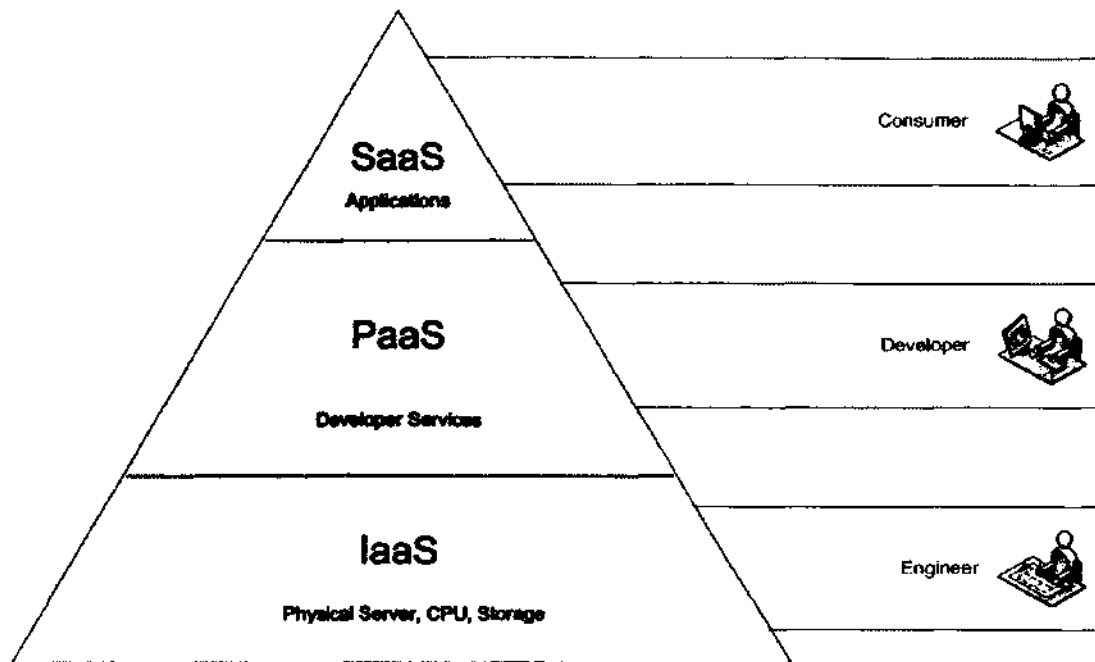 SaaS
Applications
Consumer
PaaS
Developer Services
Developer
IaaS
Physical Server, CPU, Storage
Engineer